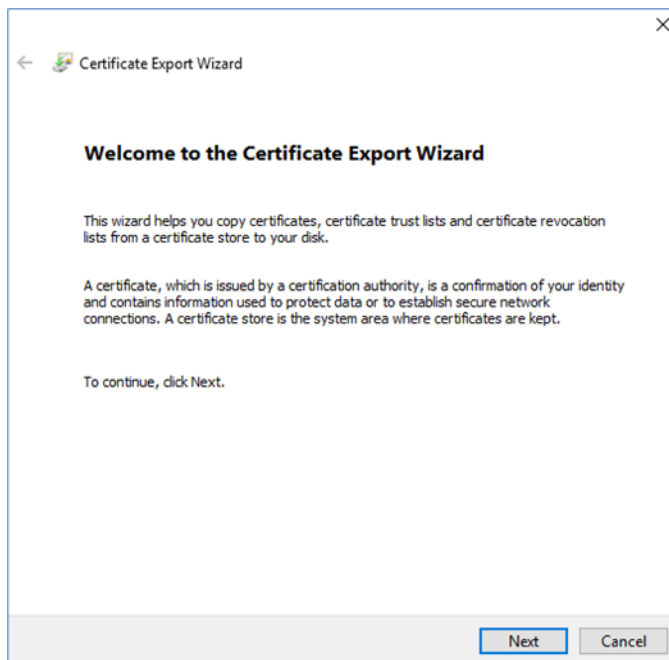 Certificate Export Wizard
Welcome to the Certificate Export Wizard
This wizard helps you copy certificates, certificate trust lists and certificate revocation
lists from a certificate store to your disk.
A certificate, which is issued by a certification authority, is a confirmation of your identity
and contains information used to protect data or to establish secure network
connections. A certificate store is the system area where certificates are kept.
To continue, click Next.
Next
Cancel